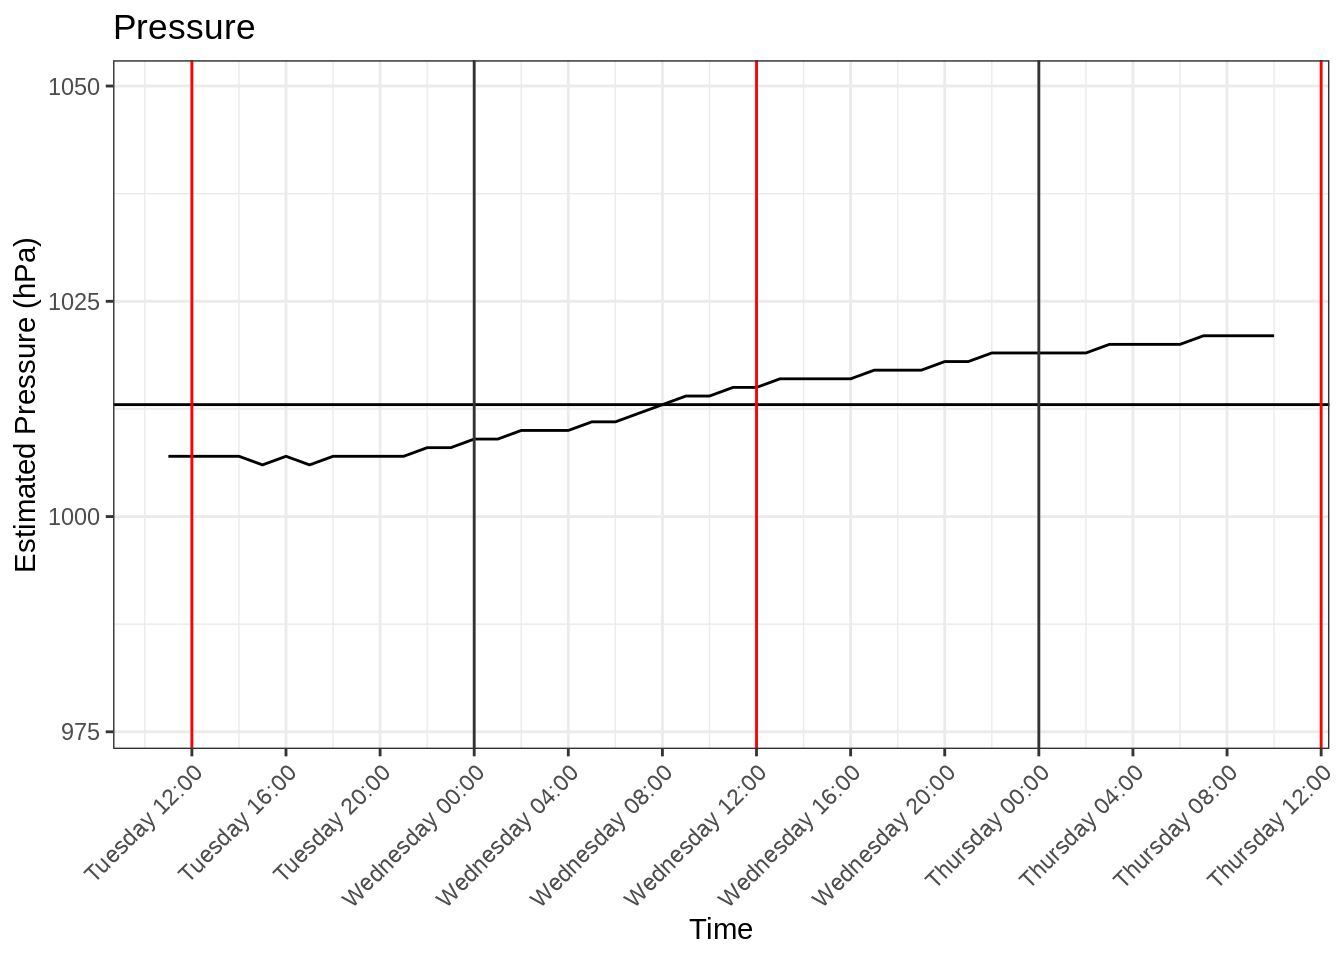 Pressure
Estimated Pressure (hPa)
1050
1025
1000
975
Tuesday 12:00
Tuesday 16:00
Tuesday 20:00
Wednesday 00:00
Wednesday 04:00
Wednesday 08:00
Wednesday 12:00
Wednesday 16:00
Wednesday 20:00
Thursday 00:00
Thursday 04:00
Thursday 08:00
Thursday 12:00
Time